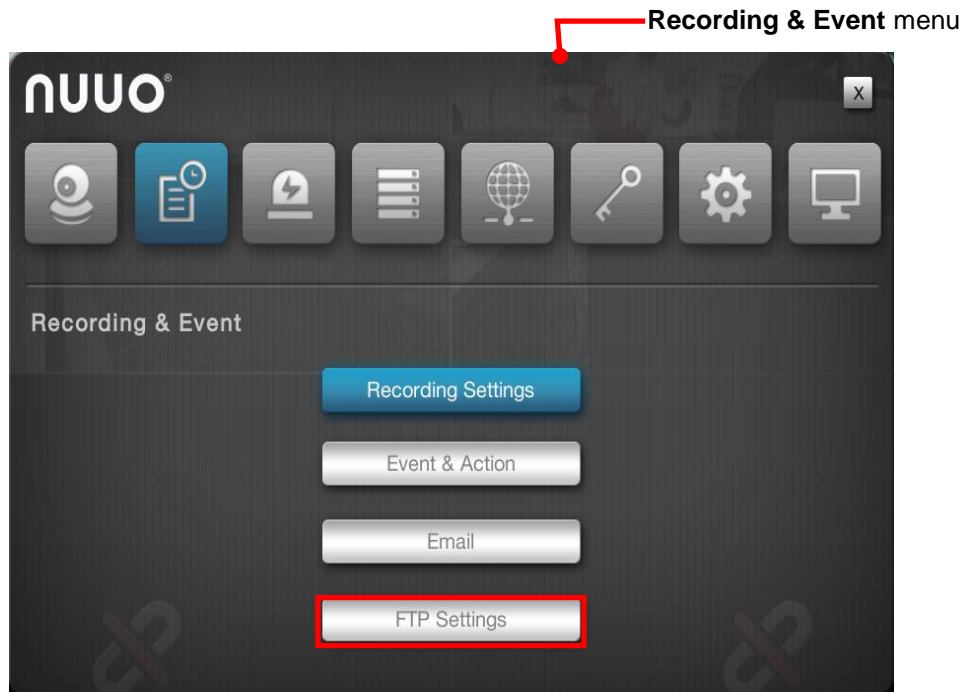 Recording & Event menu
nuuo®
X
Recording & Event
Recording Settings
Event & Action
Email
FTP Settings